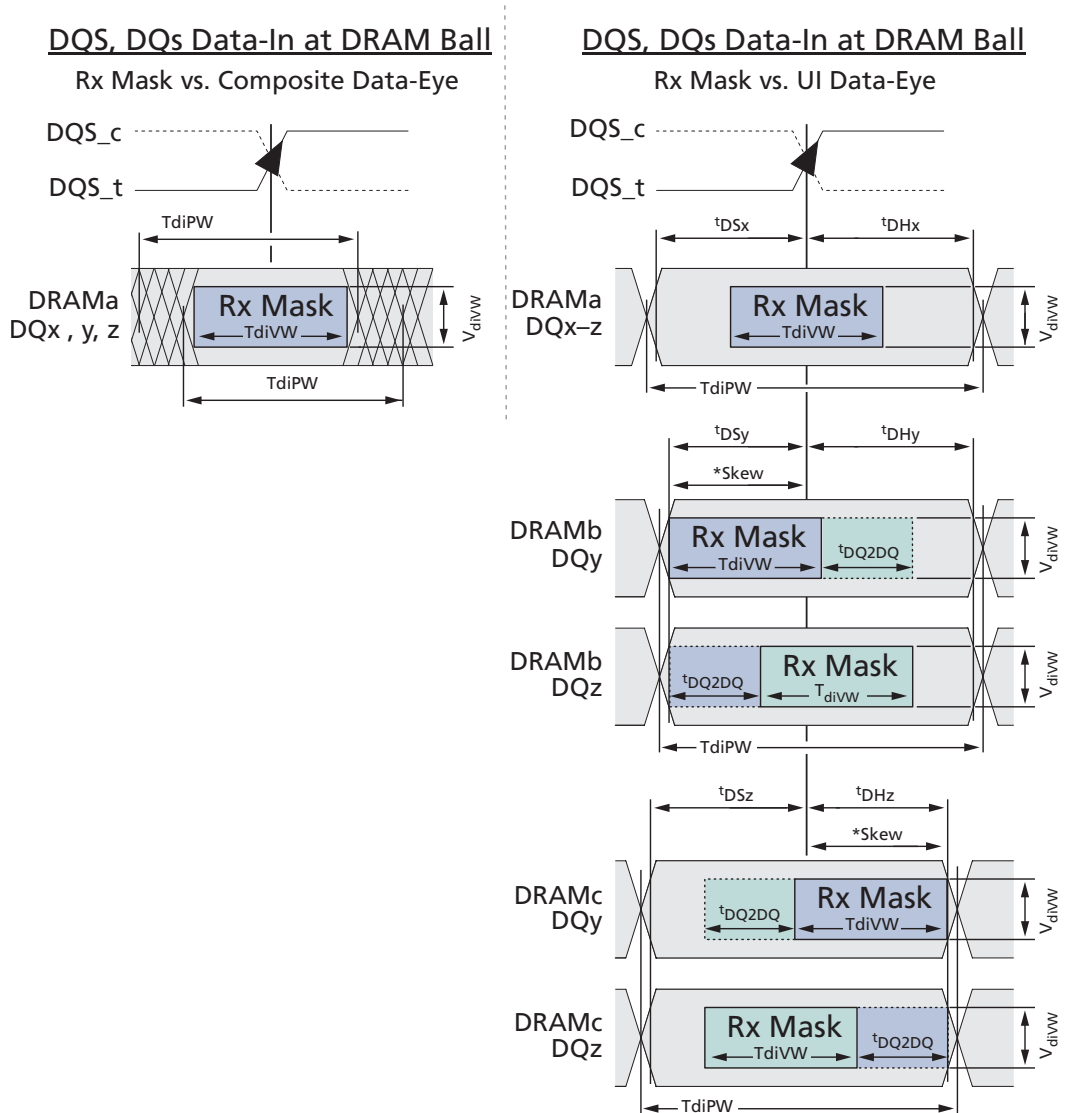 DQS, DQs Data-In at DRAM Ball
Rx Mask vs. Composite Data-Eye
DQS_c
DQS_t
TdiPW
DRAMa
DQx , y, z
Rx Mask
TdiVW
VdiVW
TdiPW
DQS, DQs Data-In at DRAM Ball
Rx Mask vs. UI Data-Eye
DQS_c
DQS_t
tDSx
tDHx
DRAMa
DQx–z
Rx Mask
TdiVW
VdiVW
TdiPW
tDSy
tDHy
*Skew
DRAMb
DQy
Rx Mask
TdiVW
tDQ2DQ
VdiVW
DRAMb
DQz
tDQ2DQ
Rx Mask
TdiVW
VdiVW
TdiPW
tDSz
tDHz
*Skew
DRAMc
DQy
tDQ2DQ
Rx Mask
TdiVW
VdiVW
DRAMc
DQz
Rx Mask
TdiVW
tDQ2DQ
VdiVW
TdiPW